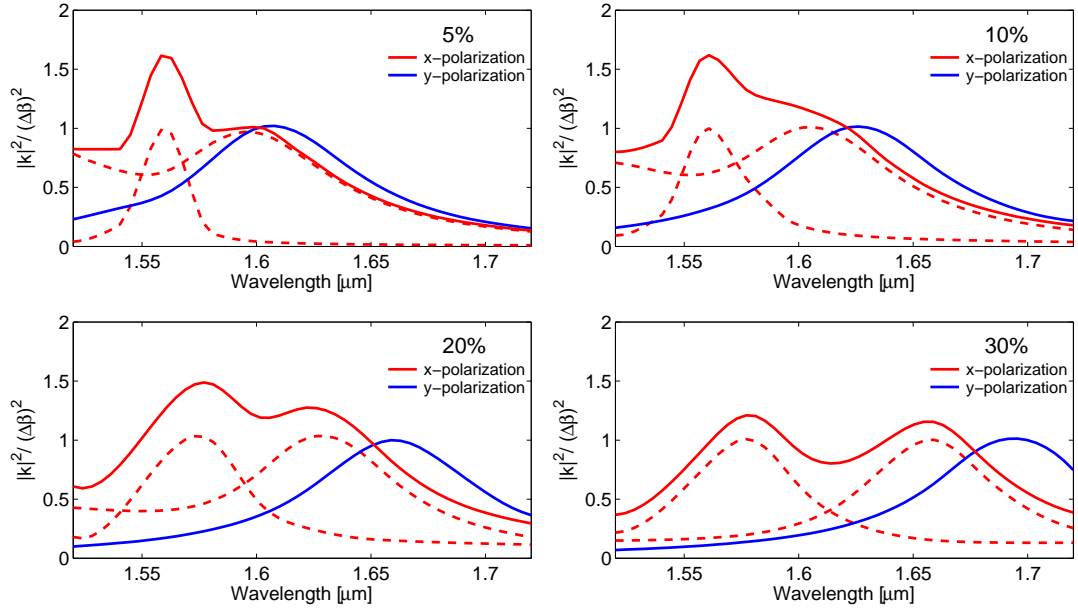 2
5%
1.5
x−polarization
y−polarization
|k|²/ (Δβ)²
1
0.5
0
1.55
1.6
1.65
1.7
Wavelength [μm]
2
10%
1.5
x−polarization
y−polarization
|k|²/ (Δβ)²
1
0.5
0
1.55
1.6
1.65
1.7
Wavelength [μm]
2
20%
1.5
x−polarization
y−polarization
|k|²/ (Δβ)²
1
0.5
0
1.55
1.6
1.65
1.7
Wavelength [μm]
2
30%
1.5
x−polarization
y−polarization
|k|²/ (Δβ)²
1
0.5
0
1.55
1.6
1.65
1.7
Wavelength [μm]